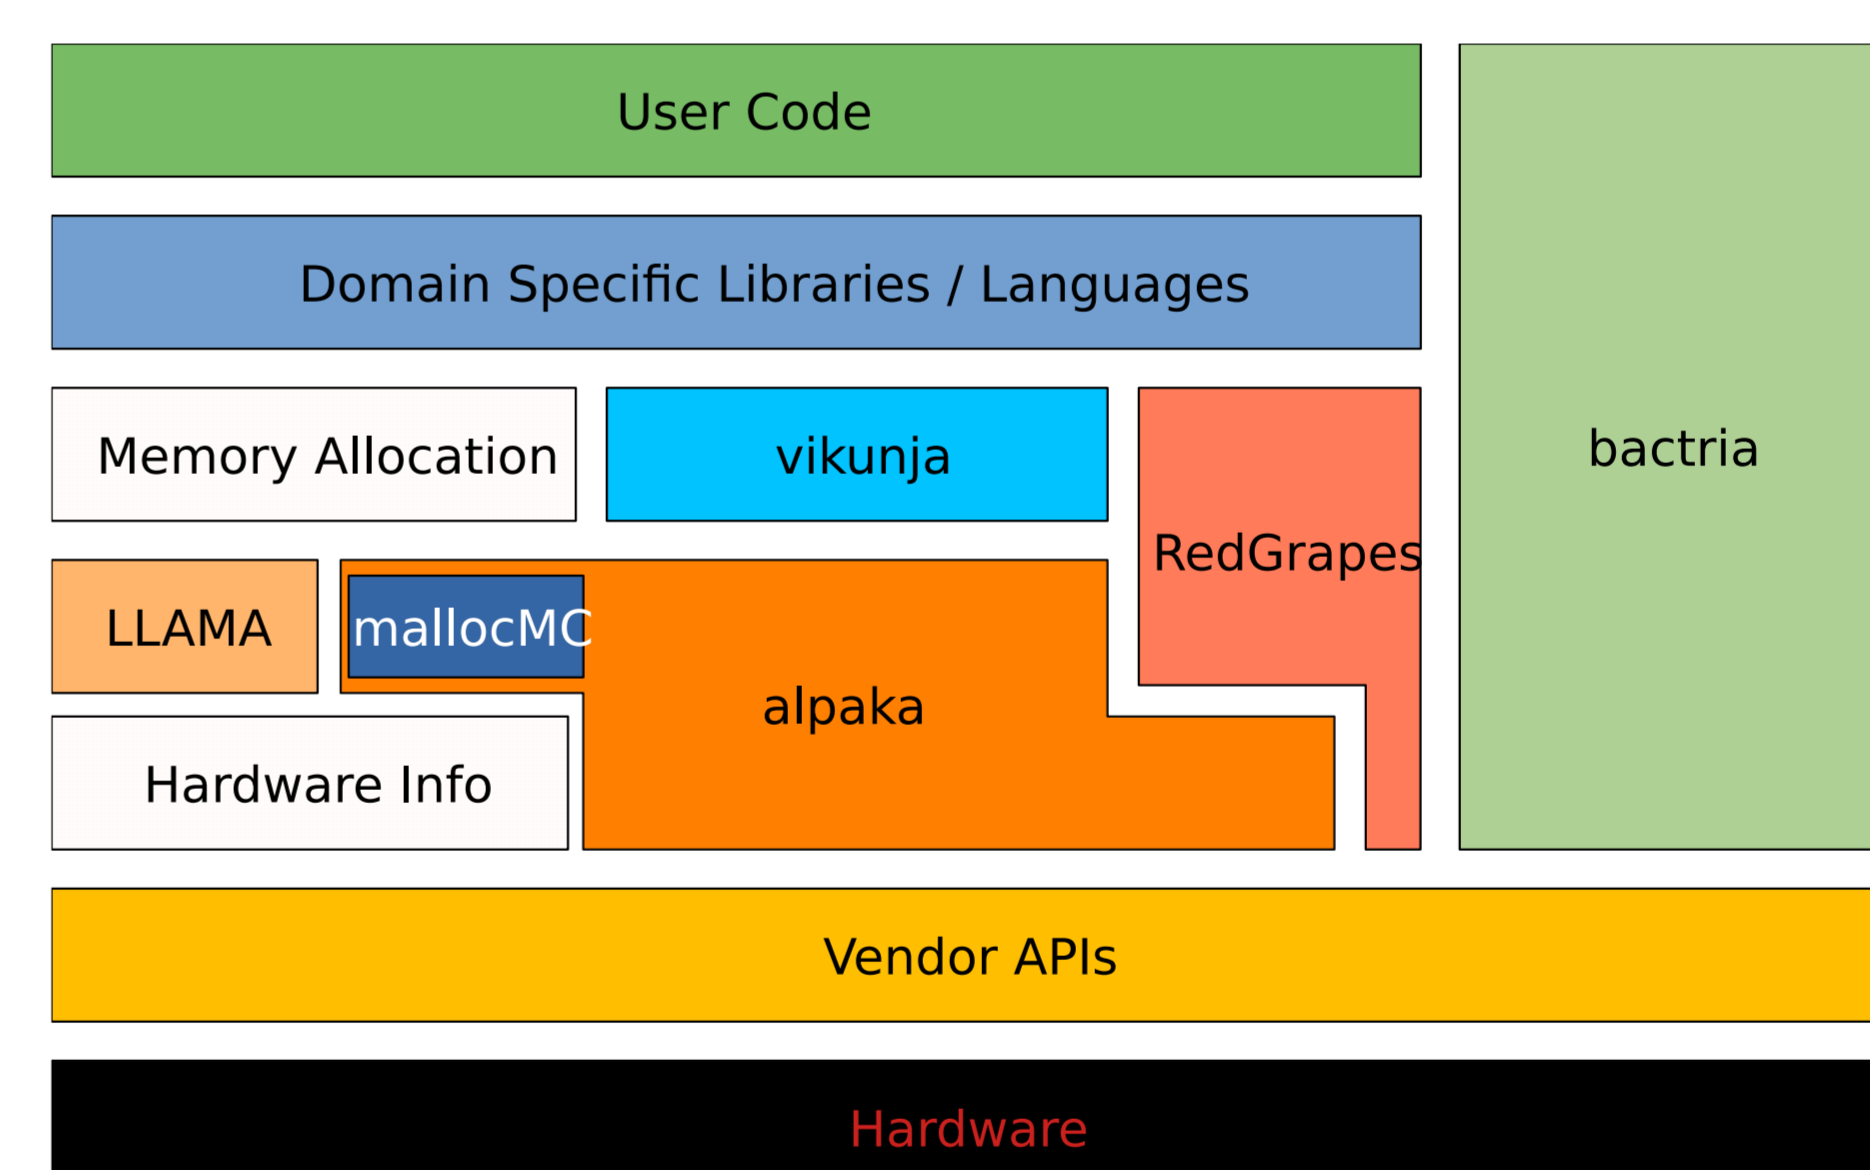 User Code
Domain Specific Libraries / Languages
Memory Allocation
vikunja
RedGrapes
bactria
LLAMA
mallocMC
alpaka
Hardware Info
Vendor APIs
Hardware